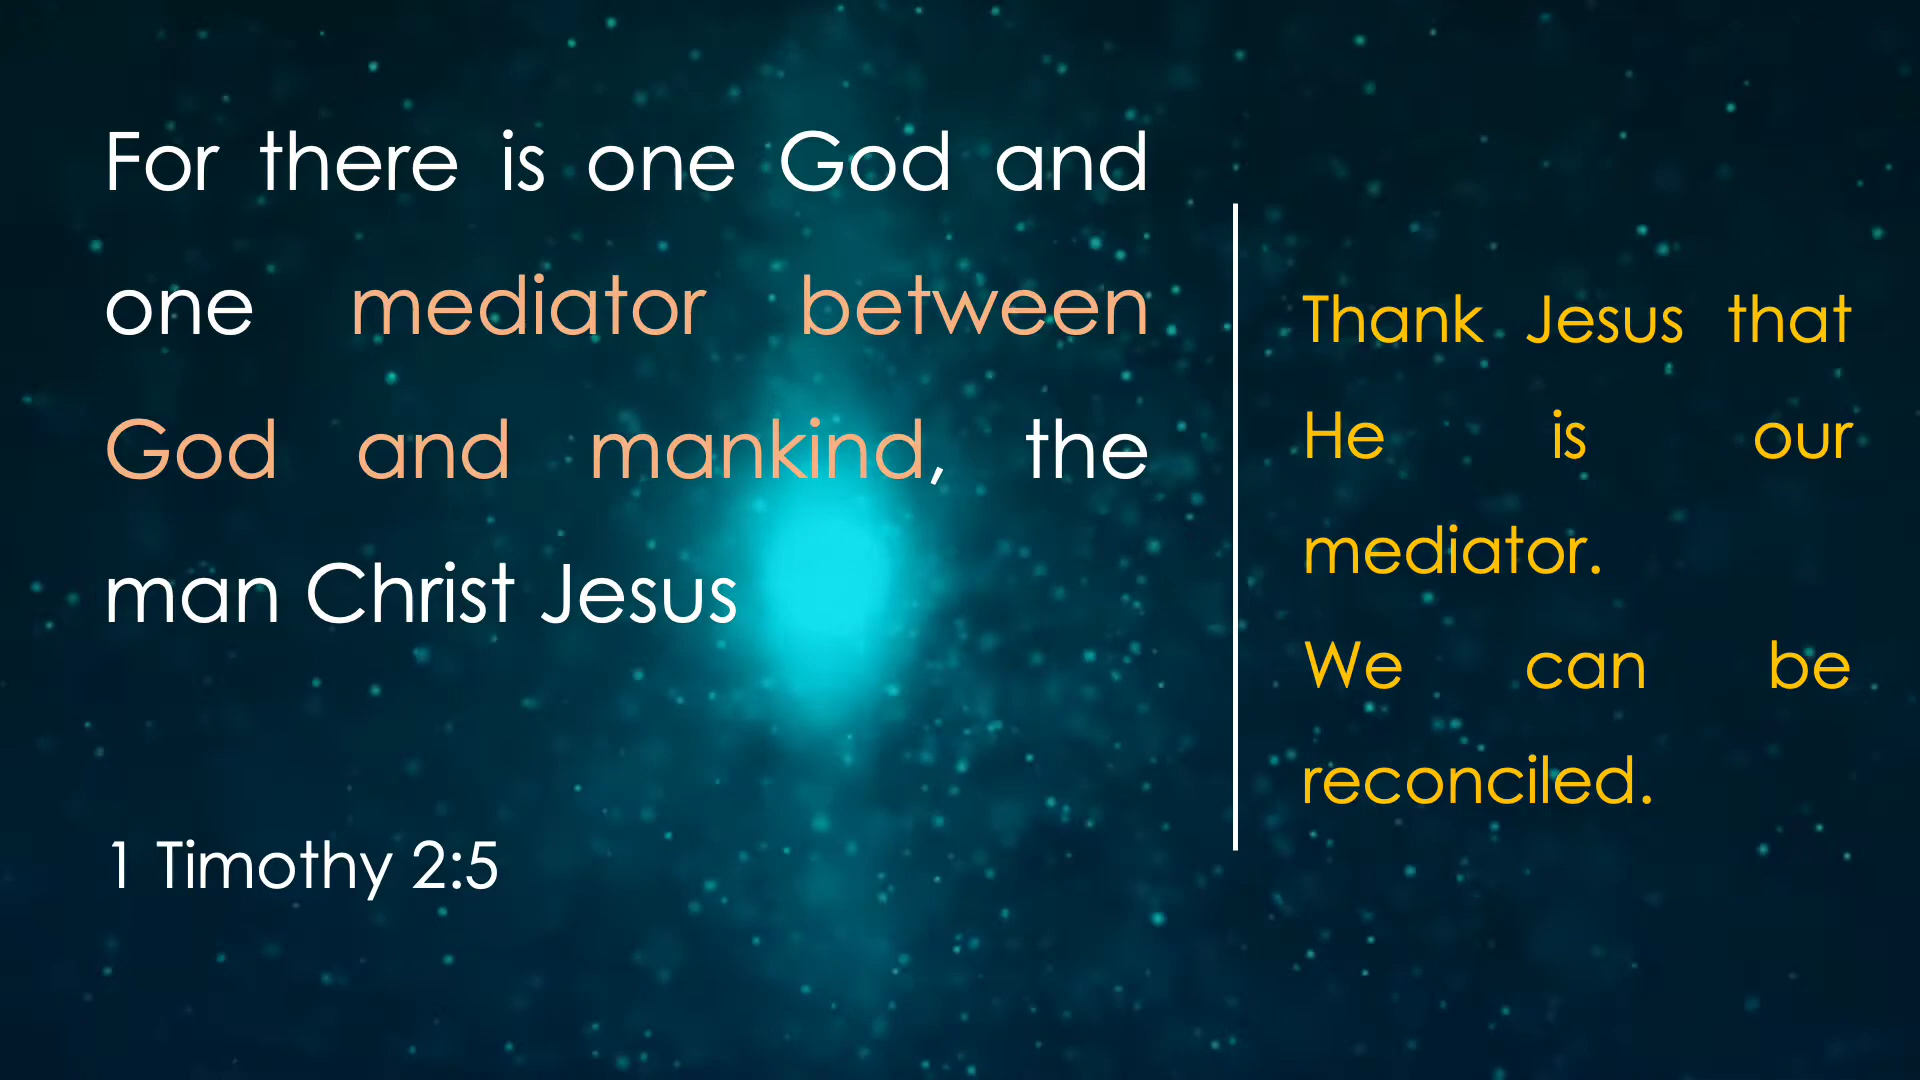 For there is one God and
one mediator between
God and mankind, the
man Christ Jesus
1 Timothy 2:5
Thank Jesus that
He is our
mediator.
We can be
reconciled.